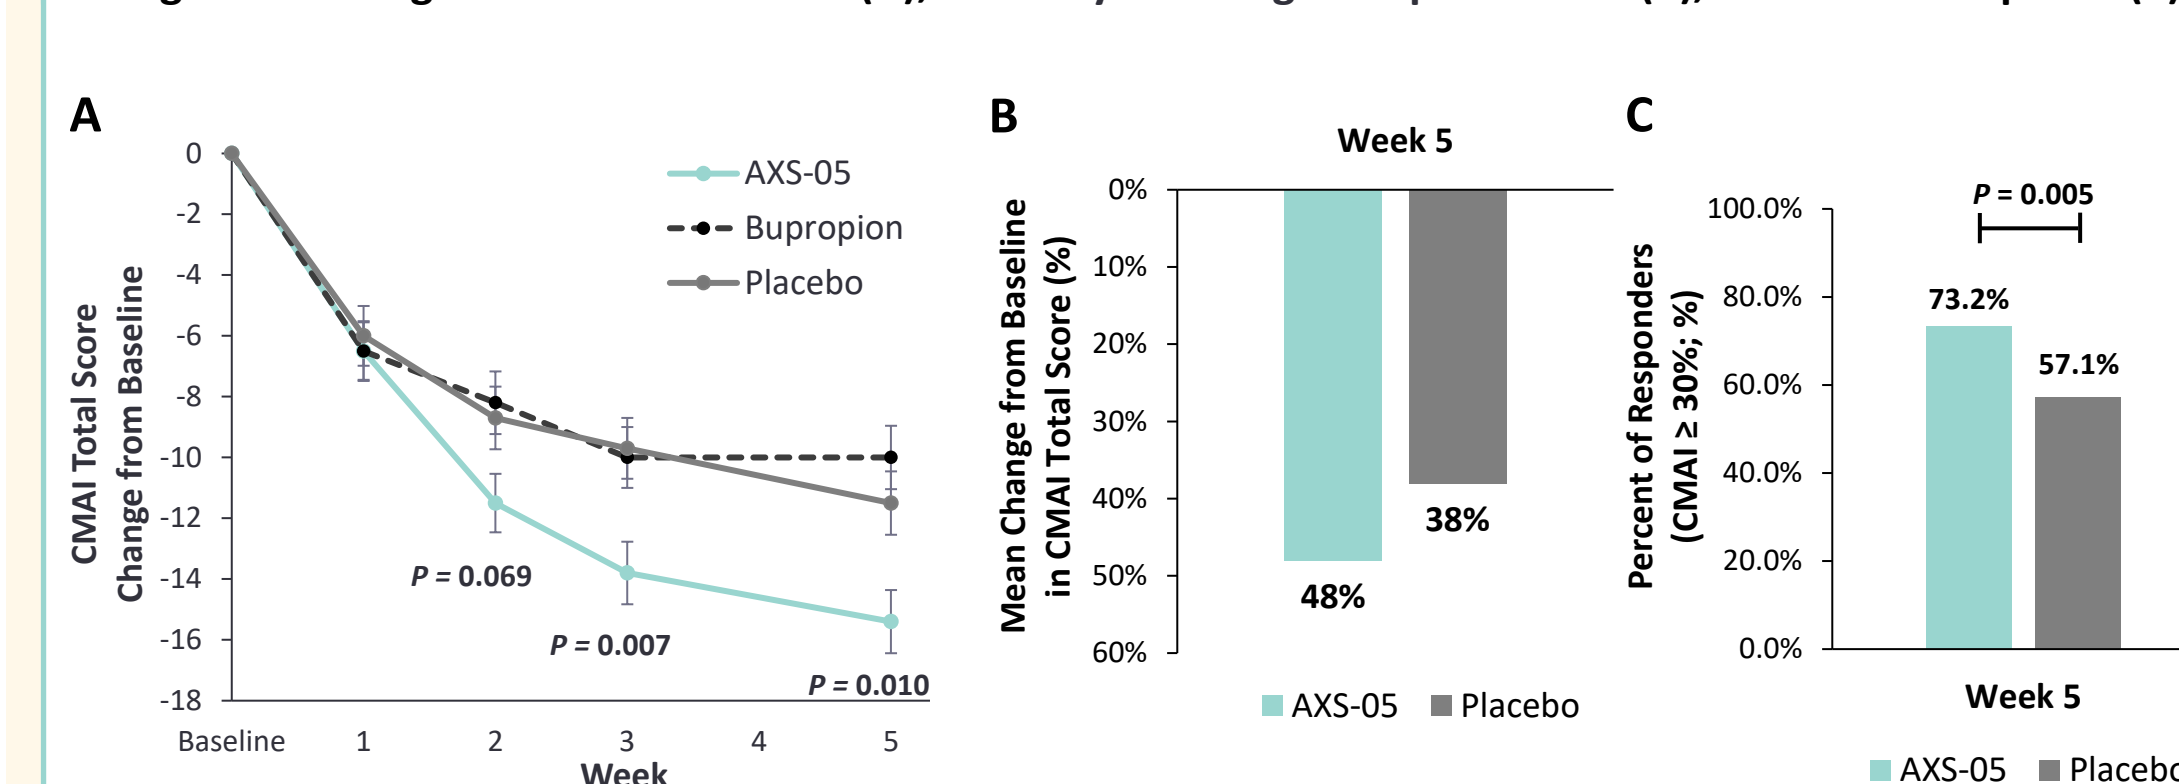 A
0
-2
-4
-6
-8
-10
-12
-14
-16
-18
CMAI Total Score
Change from Baseline
AXS-05
Bupropion
Placebo
P = 0.069
P = 0.007
P = 0.010
Baseline 1 2 3 4 5
Week
B
Week 5
0%
10%
20%
30%
40%
50%
60%
Mean Change from Baseline
in CMAI Total Score (%)
48%
38%
AXS-05 Placebo
C
P = 0.005
100.0%
80.0%
60.0%
40.0%
20.0%
0.0%
Percent of Responders
(CMAI ≥ 30%; %)
73.2%
57.1%
Week 5
AXS-05 Placebo